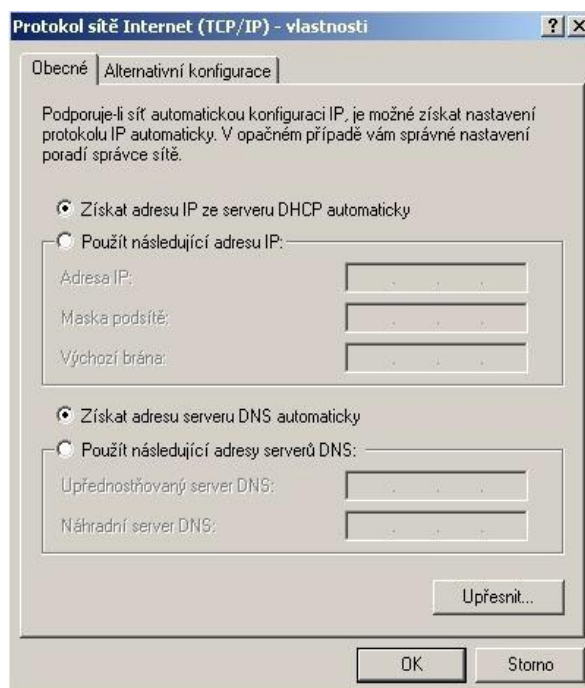 Protokol sítě Internet (TCP/IP) - vlastnosti
Obecné
Alternativní konfigurace
Podporuje-li síť automatickou konfiguraci IP, je možné získat nastavení
protokolu IP automaticky. V opačném případě vám správné nastavení
poradí správce sítě.
Získat adresu IP ze serveru DHCP automaticky
Použít následující adresu IP:
Adresa IP:
Maska podsítě:
Výchozí brána:
Získat adresu serveru DNS automaticky
Použít následující adresy serverů DNS:
Upřednostňovaný server DNS:
Náhradní server DNS:
Upřesnit...
OK
Storno